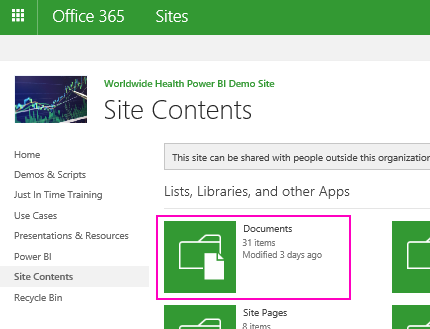 Office 365 Sites
Worldwide Health Power BI Demo Site
Site Contents
Home
Demos & Scripts
Just In Time Training
Use Cases
Presentations & Resources
Power BI
Site Contents
Recycle Bin
This site can be shared with people outside this organization
Lists, Libraries, and other Apps
Documents
31 items
Modified 3 days ago
Site Pages
8 items